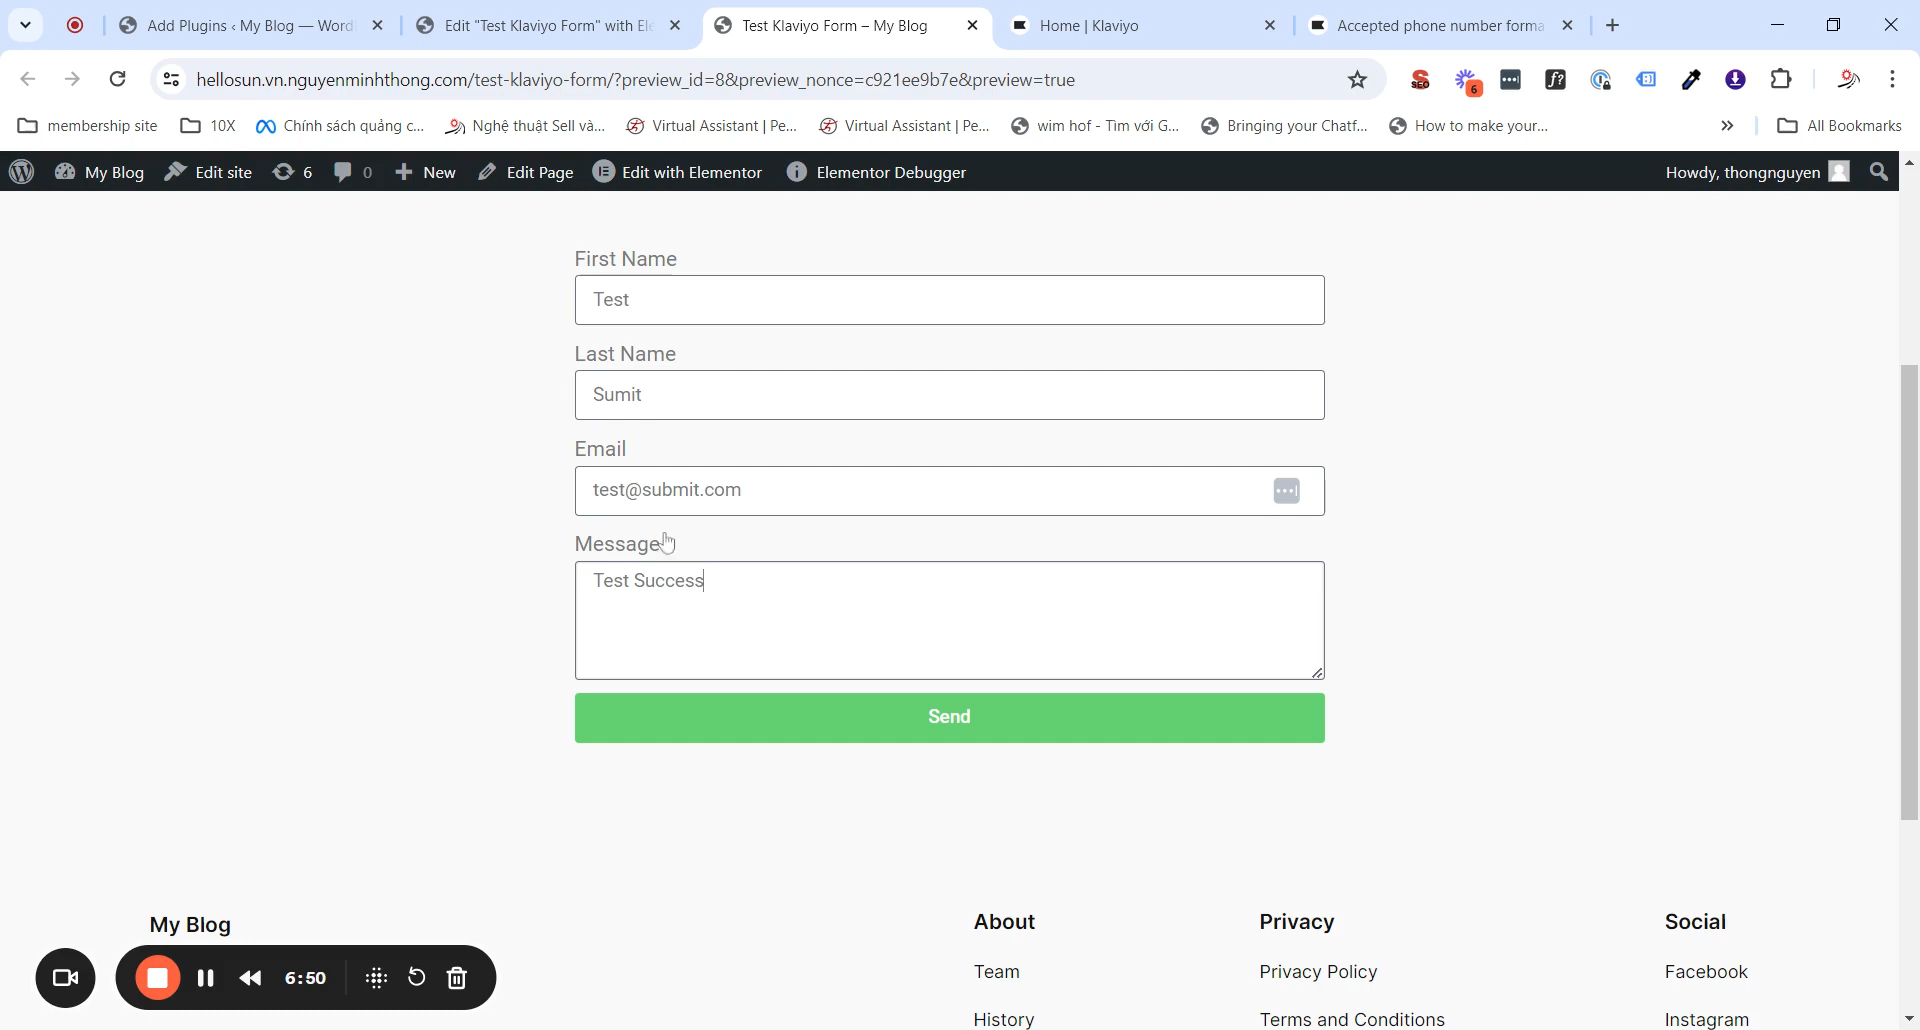 Add Plugins ‹ My Blog — Word
Edit "Test Klaviyo Form" with Ele
Test Klaviyo Form – My Blog
Home | Klaviyo
Accepted phone number forma
hellosun.vn.nguyenminhthong.com/test-klaviyo-form/?preview_id=8&preview_nonce=c921ee9b7e&preview=true
SEO
6
f?
membership site
10X
Chính sách quảng c...
Nghệ thuật Sell và...
Virtual Assistant | Pe...
Virtual Assistant | Pe...
wim hof - Tìm với G...
Bringing your Chatf...
How to make your...
All Bookmarks
My Blog
Edit site
6
0
New
Edit Page
Edit with Elementor
Elementor Debugger
Howdy, thongnguyen
First Name
Test
Last Name
Sumit
Email
test@submit.com
Message
Test Success
Send
My Blog
About
Privacy
Social
6:50
Team
Privacy Policy
Facebook
History
Terms and Conditions
Instagram